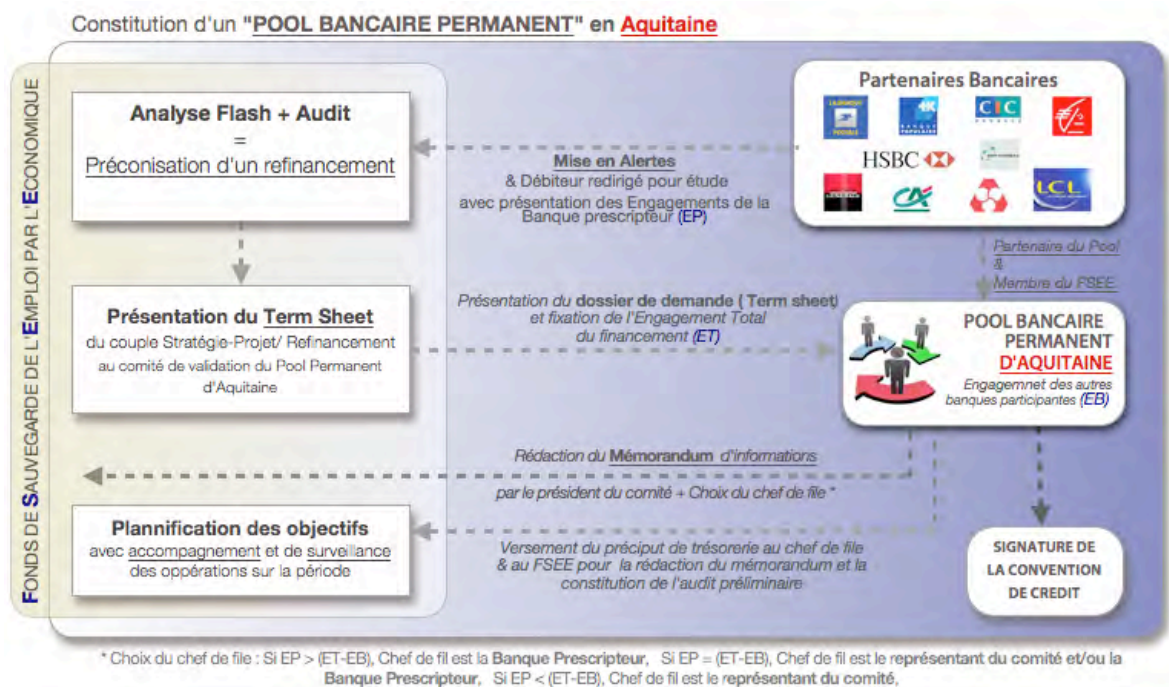 Constitution d'un "POOL BANCAIRE PERMANENT" en Aquitaine
FONDS DE SAUVEGARDE DE L'EMPLOI PAR L'ECONOMIQUE
Analyse Flash + Audit
=
Préconisation d'un refinancement
Mise en Alertes
& Débiteur redirigé pour étude
avec présentation des Engagements de la
Banque prescripteur (EP)
Partenaires Bancaires
LA BANQUE
POSTALE
BANQUE
POPULAIRE
CIC
HSBC
CA
LCL
Partenaire du Pool
&
Membre du FSEE
Présentation du Term Sheet
du couple Stratégie-Projet/ Refinancement
au comité de validation du Pool Permanent
d'Aquitaine
Présentation du dossier de demande ( Term sheet)
et fixation de l'Engagement Total
du financement (ET)
POOL BANCAIRE
PERMANENT
D'AQUITAINE
Engagemnet des autres
banques participantes (EB)
Rédaction du Mémorandum d'informations
par le président du comité + Choix du chef de file *
Plannification des objectifs
avec accompagnement et de surveillance
des oppérations sur la période
Versement du préciput de trésorerie au chef de file
& au FSEE pour la rédaction du mémorandum et la
constitution de l'audit préliminaire
SIGNATURE DE
LA CONVENTION
DE CREDIT
* Choix du chef de file : Si EP > (ET-EB), Chef de fil est la Banque Prescripteur, Si EP = (ET-EB), Chef de fil est le représentant du comité et/ou la
Banque Prescripteur, Si EP < (ET-EB), Chef de fil est le représentant du comité,